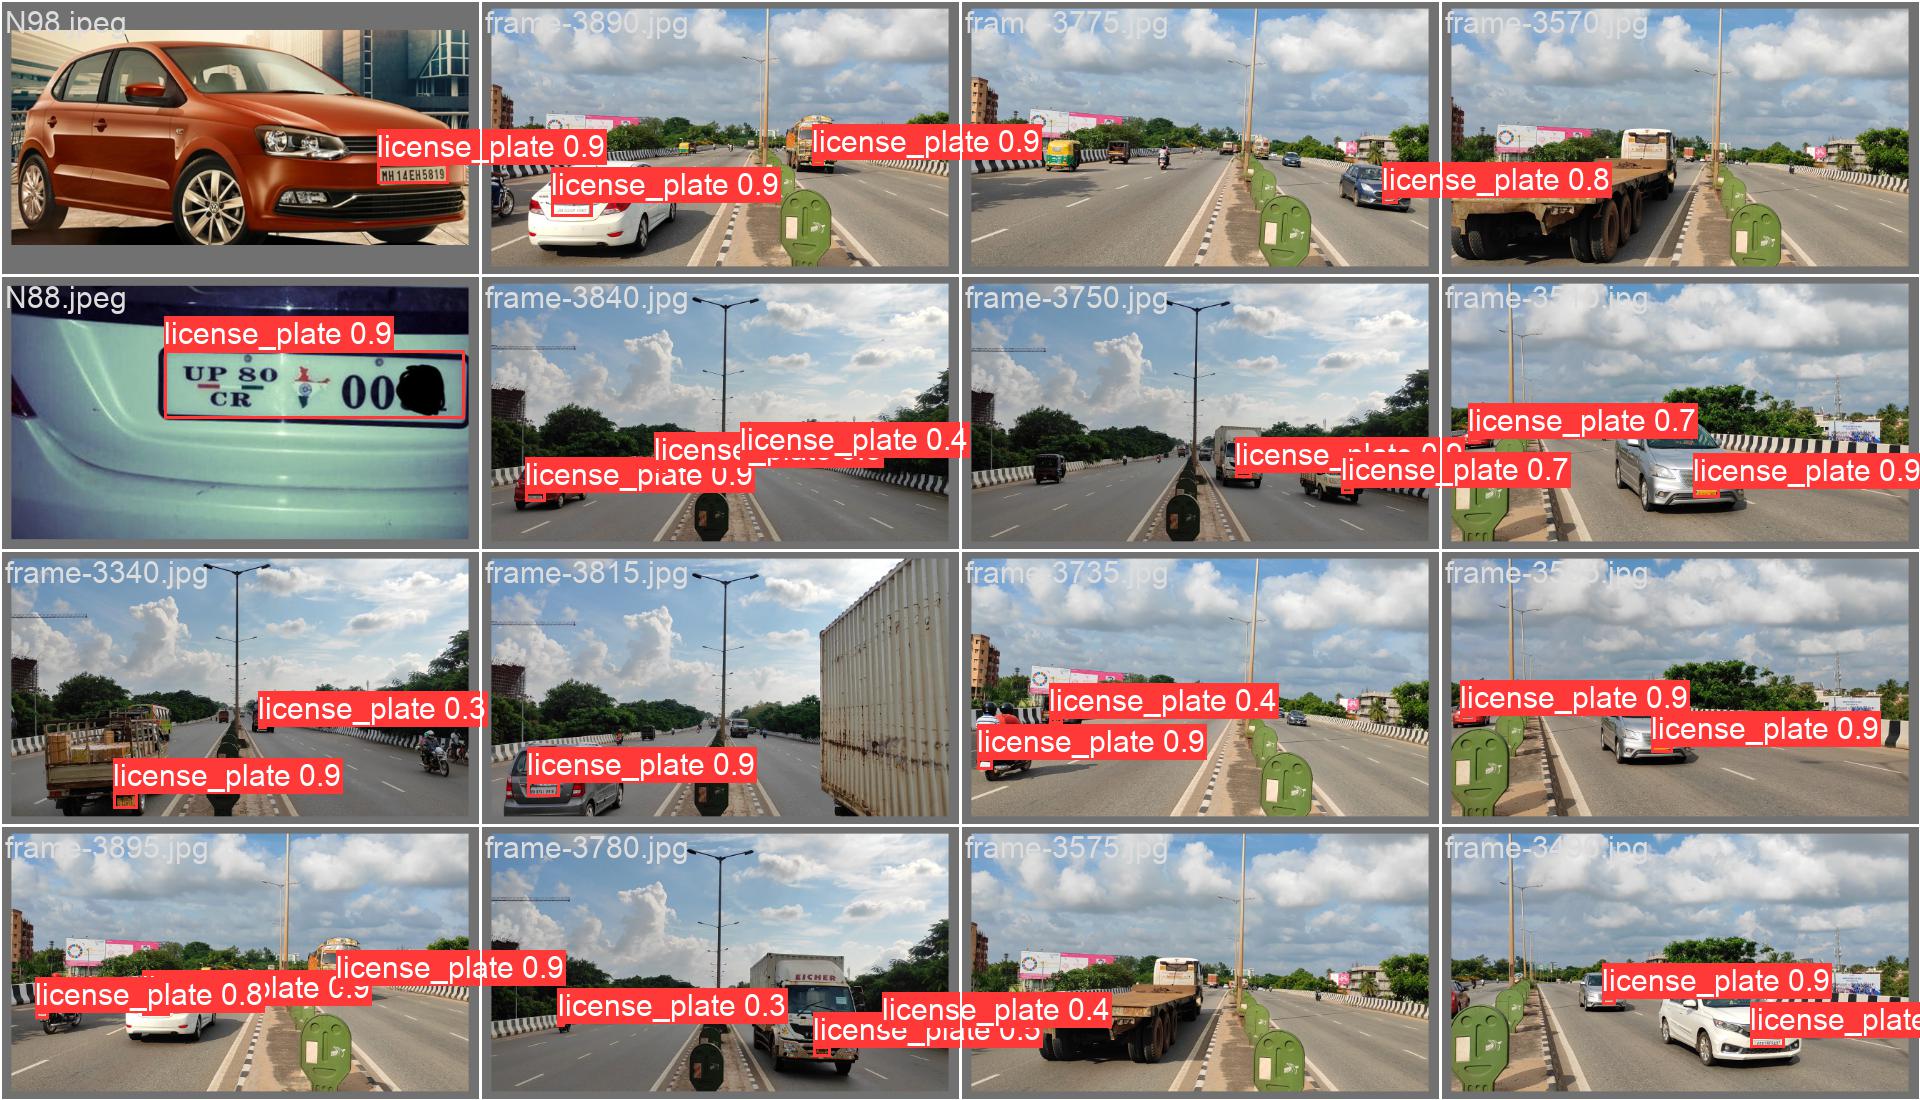 N98.jpeg
license_plate 0.9
MH14EH5819
frame-3890.jpg
license_plate 0.9
license_plate 0.9
frame-3775.jpg
license_plate 0.8
frame-3570.jpg
N88.jpeg
license_plate 0.9
UP 80
CR
00
frame-3840.jpg
license_plate 0.4
license_plate 0.9
frame-3750.jpg
license_plate 0.7
license_plate 0.7
license_plate 0.9
frame-3340.jpg
license_plate 0.3
license_plate 0.9
frame-3815.jpg
license_plate 0.9
frame-3735.jpg
license_plate 0.4
license_plate 0.9
license_plate 0.9
license_plate 0.9
frame-3895.jpg
license_plate 0.9
license_plate 0.8
frame-3780.jpg
EICHER
license_plate 0.3
license_plate 0.4
license_plate 0.5
frame-3575.jpg
license_plate 0.9
license_plate